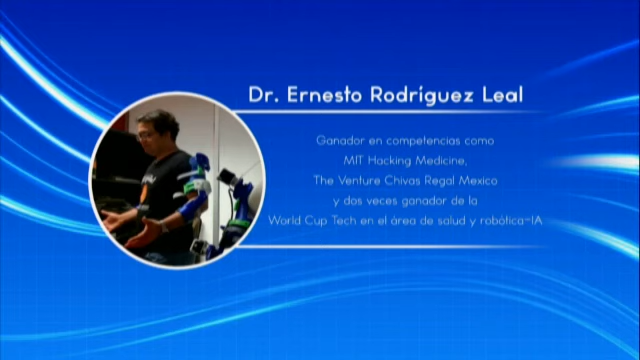 Dr. Ernesto Rodríguez Leal
Ganador en competencias como
MIT Hacking Medicine,
The Venture Chivas Regal Mexico
y dos veces ganador de la
World Cup Tech en el área de salud y robótica-IA